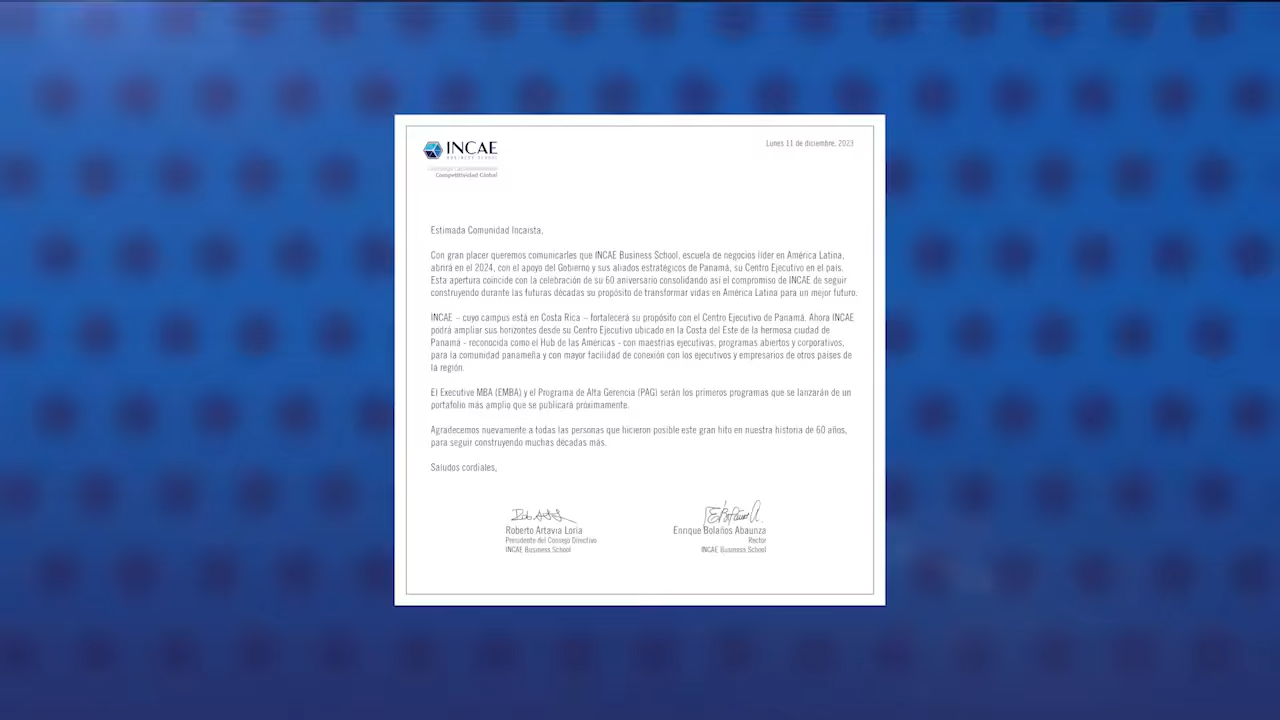 INCAE
BUSINESS SCHOOL
Competitividad Global
Lunes 11 de diciembre, 2023
Estimada Comunidad Incaista,
Con gran placer queremos comunicarles que INCAE Business School, escuela de negocios líder en América Latina,
abrirá en el 2024, con el apoyo del Gobierno y sus aliados estratégicos de Panamá, su Centro Ejecutivo en el país.
Esta apertura coincide con la celebración de su 60 aniversario consolidando así el compromiso de INCAE de seguir
construyendo durante las futuras décadas su propósito de transformar vidas en América Latina para un mejor futuro.
INCAE – cuyo campus está en Costa Rica – fortalecerá su propósito con el Centro Ejecutivo de Panamá. Ahora INCAE
podrá ampliar sus horizontes desde su Centro Ejecutivo ubicado en la Costa del Este de la hermosa ciudad de
Panamá - reconocida como el Hub de las Américas - con maestrías ejecutivas, programas abiertos y corporativos,
para la comunidad panameña y con mayor facilidad de conexión con los ejecutivos y empresarios de otros países de
la región.
El Executive MBA (EMBA) y el Programa de Alta Gerencia (PAG) serán los primeros programas que se lanzarán de un
portafolio más amplio que se publicará próximamente.
Agradecemos nuevamente a todas las personas que hicieron posible este gran hito en nuestra historia de 60 años,
para seguir construyendo muchas décadas más.
Saludos cordiales,
Roberto Artavia Loria
Presidente del Consejo Directivo
INCAE Business School
Enrique Bolaños Abaunza
Rector
INCAE Business School